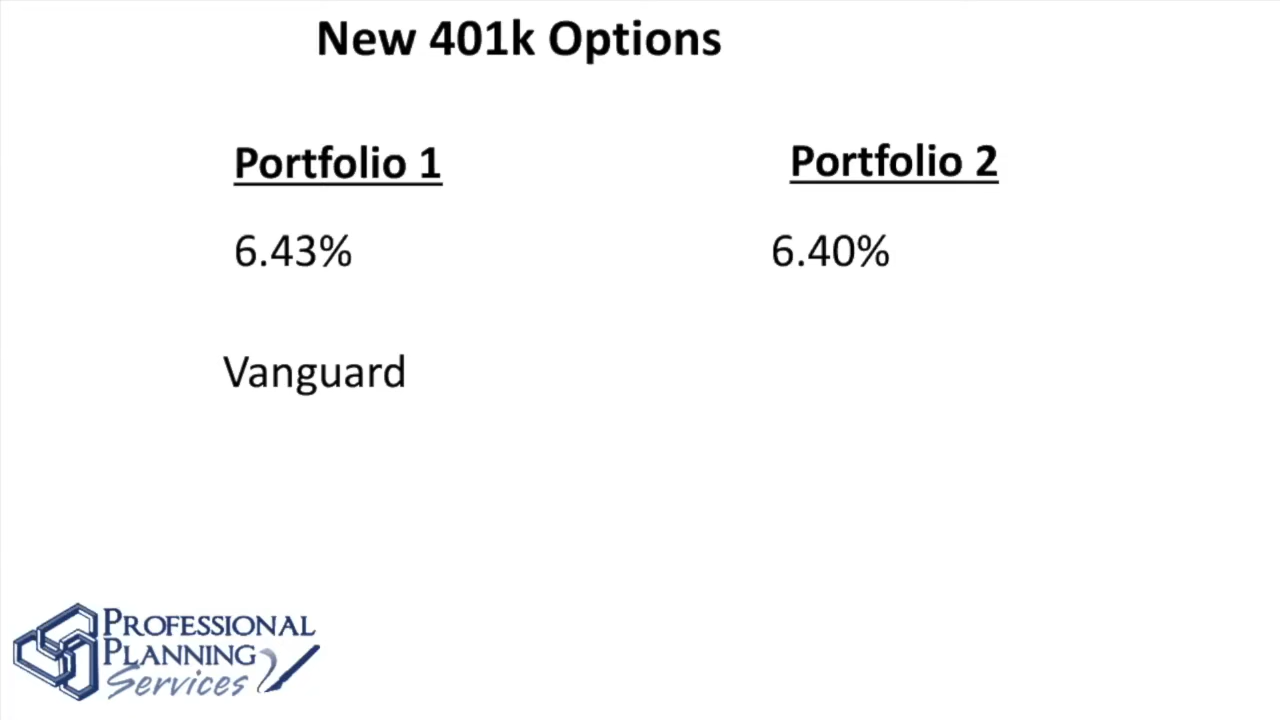 New 401k Options
Portfolio 1
Portfolio 2
6.43%
6.40%
Vanguard
PROFESSIONAL
PLANNING
Services